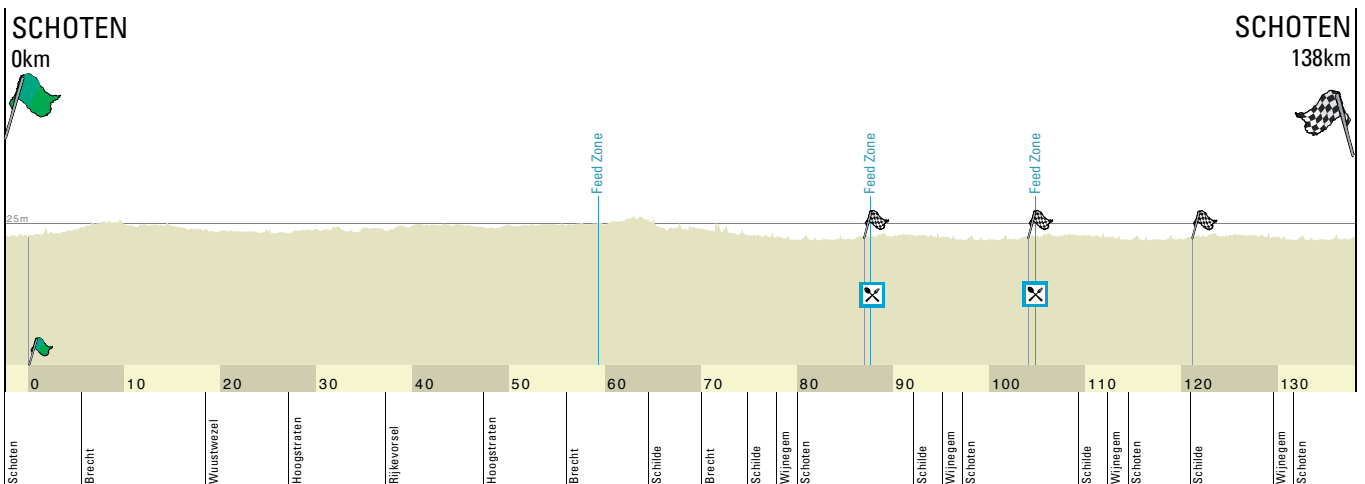 SCHOTEN
0km
SCHOTEN
138km
Feed Zone
Feed Zone
Feed Zone
25m
0 10 20 30 40 50 60 70 80 90 100 110 120 130
Schoten
Brecht
Wuustwezel
Hoogstraten
Rijkevorsel
Hoogstraten
Brecht
Schilde
Brecht
Schilde
Wijnegem
Schoten
Schilde
Wijnegem
Schoten
Schilde
Wijnegem
Schoten
Schilde
Wijnegem
Schoten